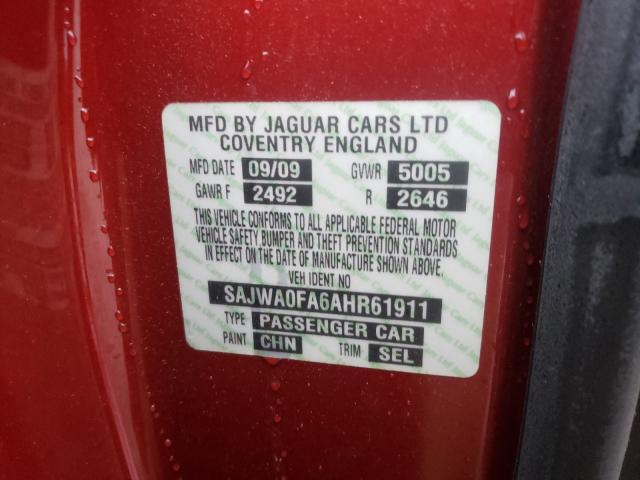 MFD BY JAGUAR CARS LTD
COVENTRY ENGLAND
MFD DATE 09/09 GVWR 5005
GAWR F 2492 R 2646
THIS VEHICLE CONFORMS TO ALL APPLICABLE FEDERAL MOTOR
VEHICLE SAFETY BUMPER AND THEFT PREVENTION STANDARDS
IN EFFECT ON THE DATE OF MANUFACTURE SHOWN ABOVE.
VEH IDENT NO
SAJWA0FA6AHR61911
TYPE PASSENGER CAR
PAINT CHN TRIM SEL